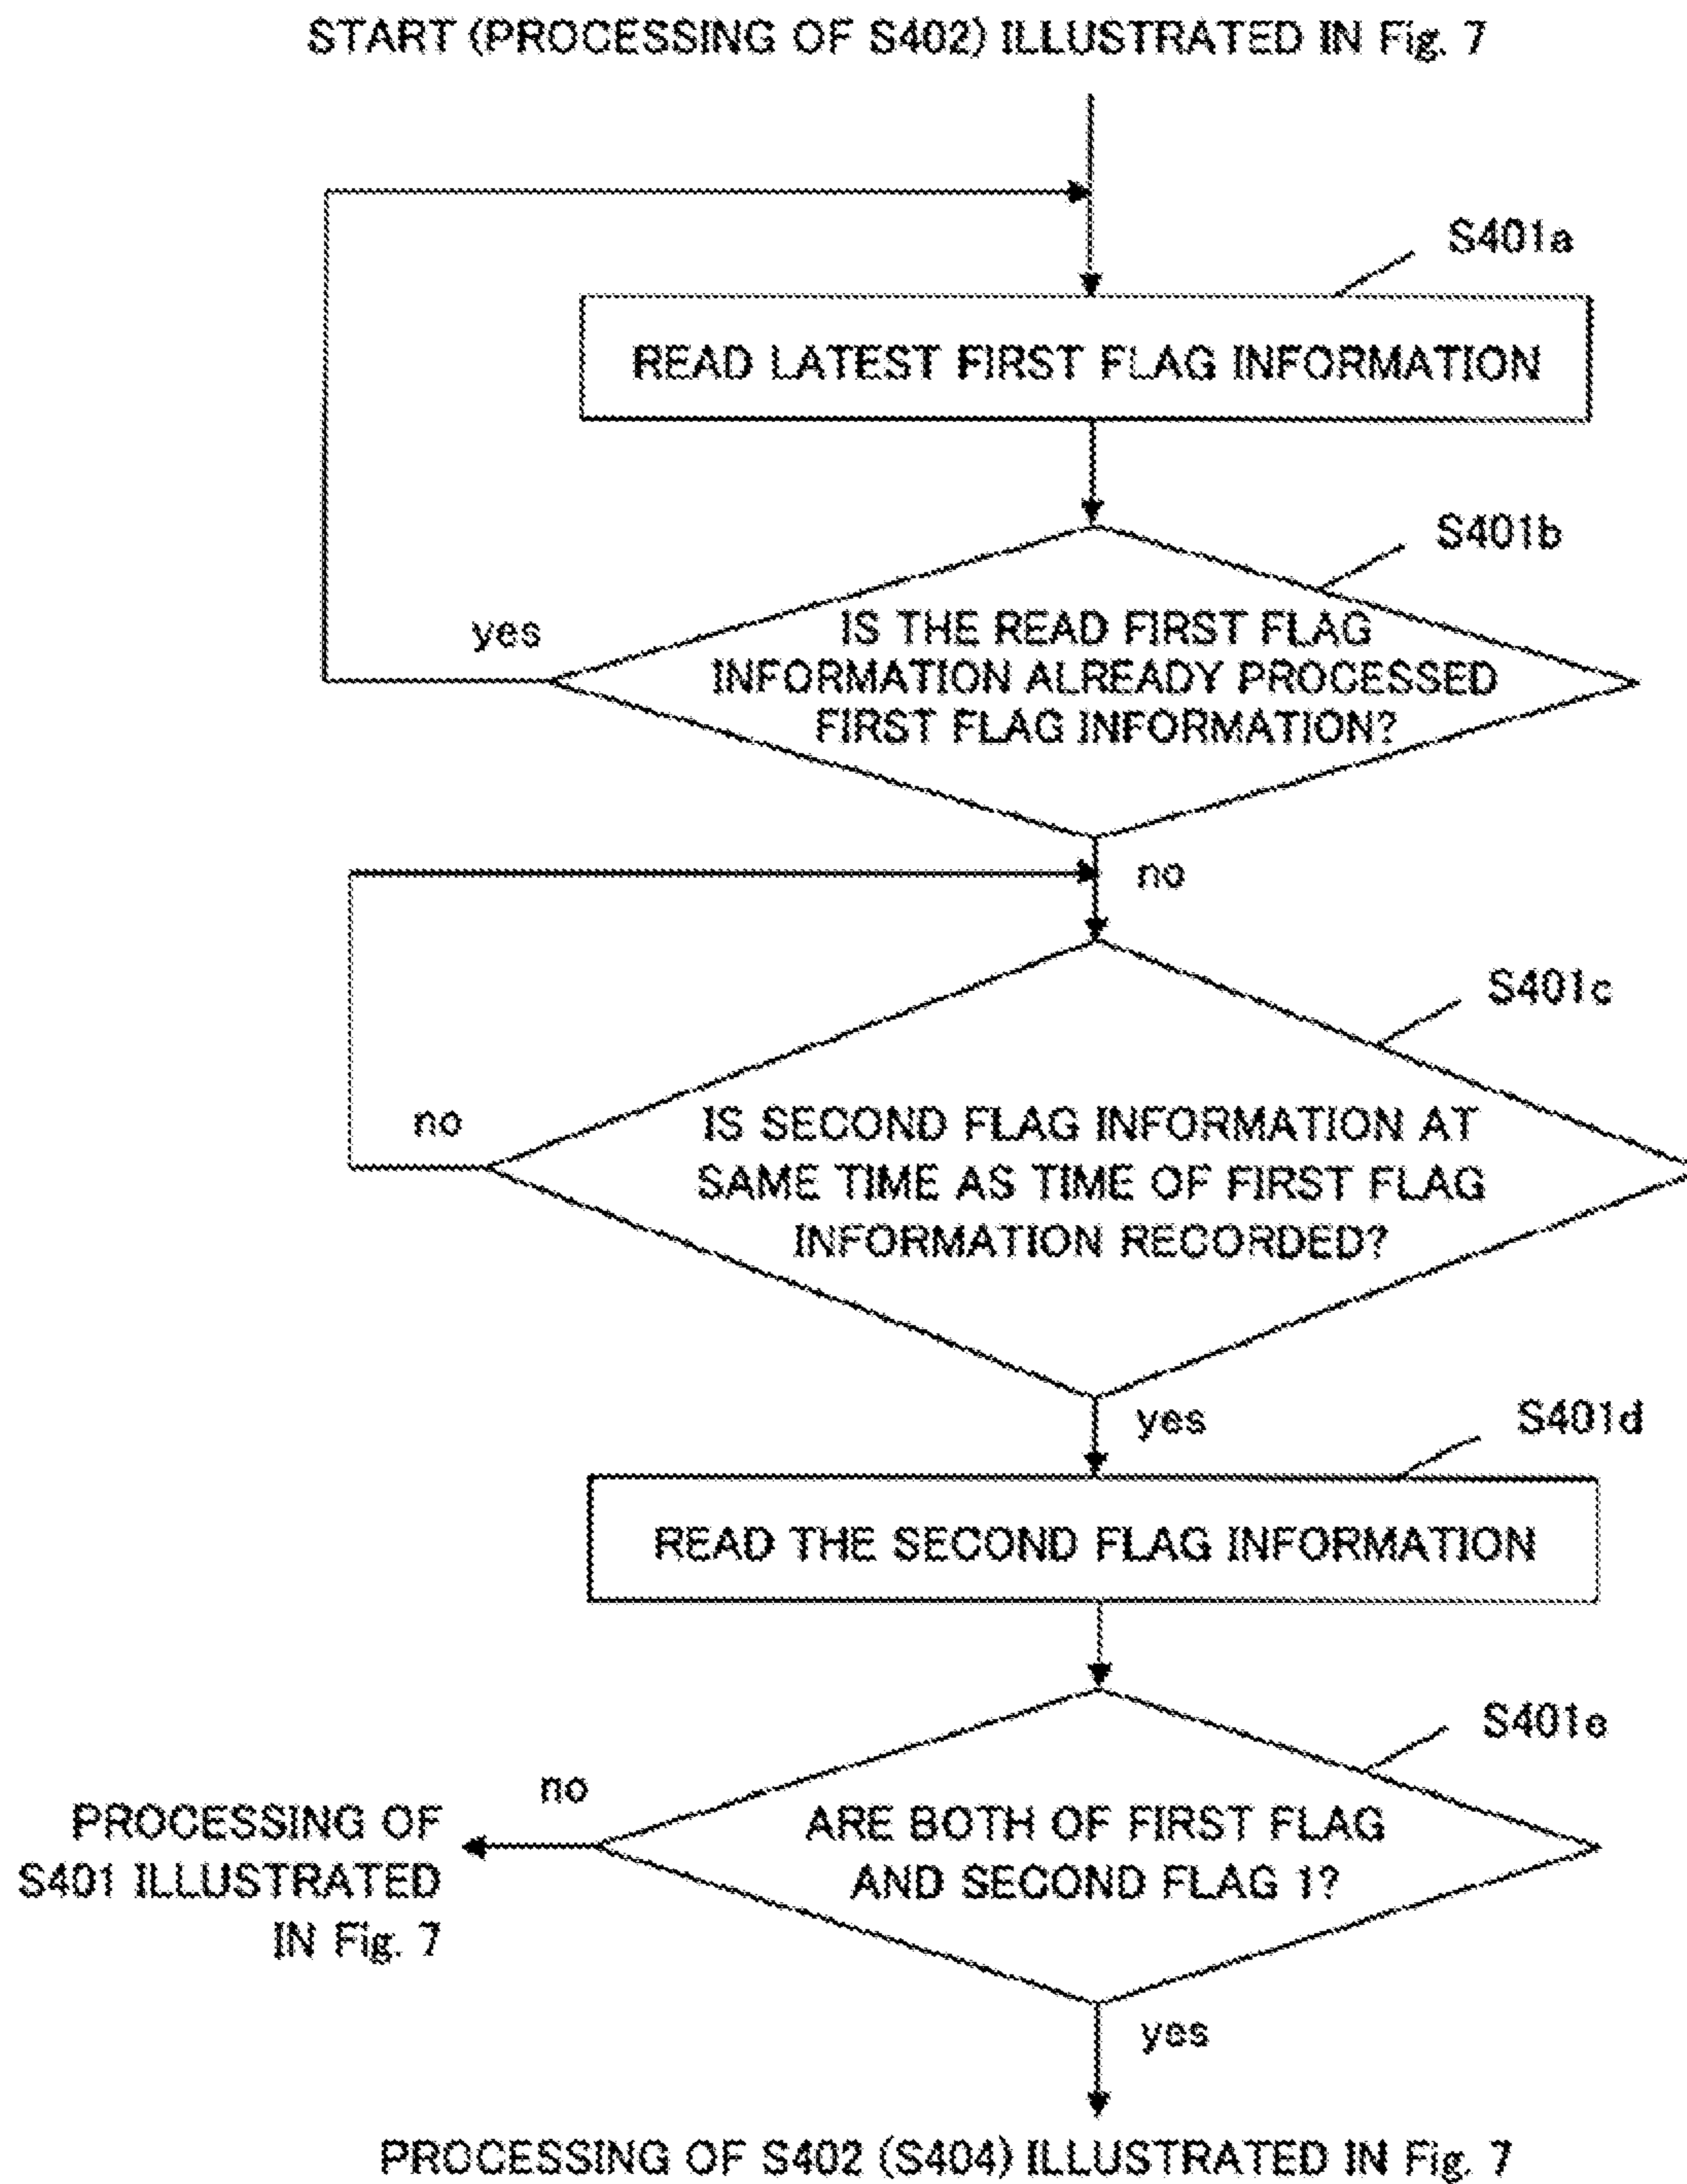 START (PROCESSING OF S402) ILLUSTRATED IN Fig. 7
S401a
READ LATEST FIRST FLAG INFORMATION
S401b
yes
IS THE READ FIRST FLAG
INFORMATION ALREADY PROCESSED
FIRST FLAG INFORMATION?
no
S401c
no
IS SECOND FLAG INFORMATION AT
SAME TIME AS TIME OF FIRST FLAG
INFORMATION RECORDED?
yes
S401d
READ THE SECOND FLAG INFORMATION
S401e
no
ARE BOTH OF FIRST FLAG
AND SECOND FLAG 1?
PROCESSING OF
S401 ILLUSTRATED
IN Fig. 7
yes
PROCESSING OF S402 (S404) ILLUSTRATED IN Fig. 7